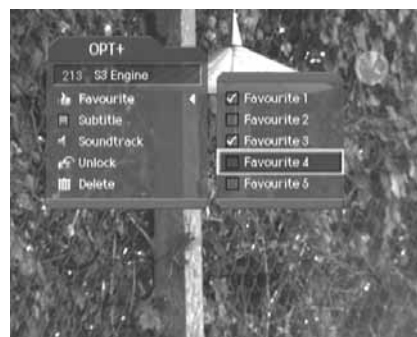 OPT+
213 S3 Engine
Favourite
Subtitle
Soundtrack
Unlock
Delete
Favourite 1
Favourite 2
Favourite 3
Favourite 4
Favourite 5